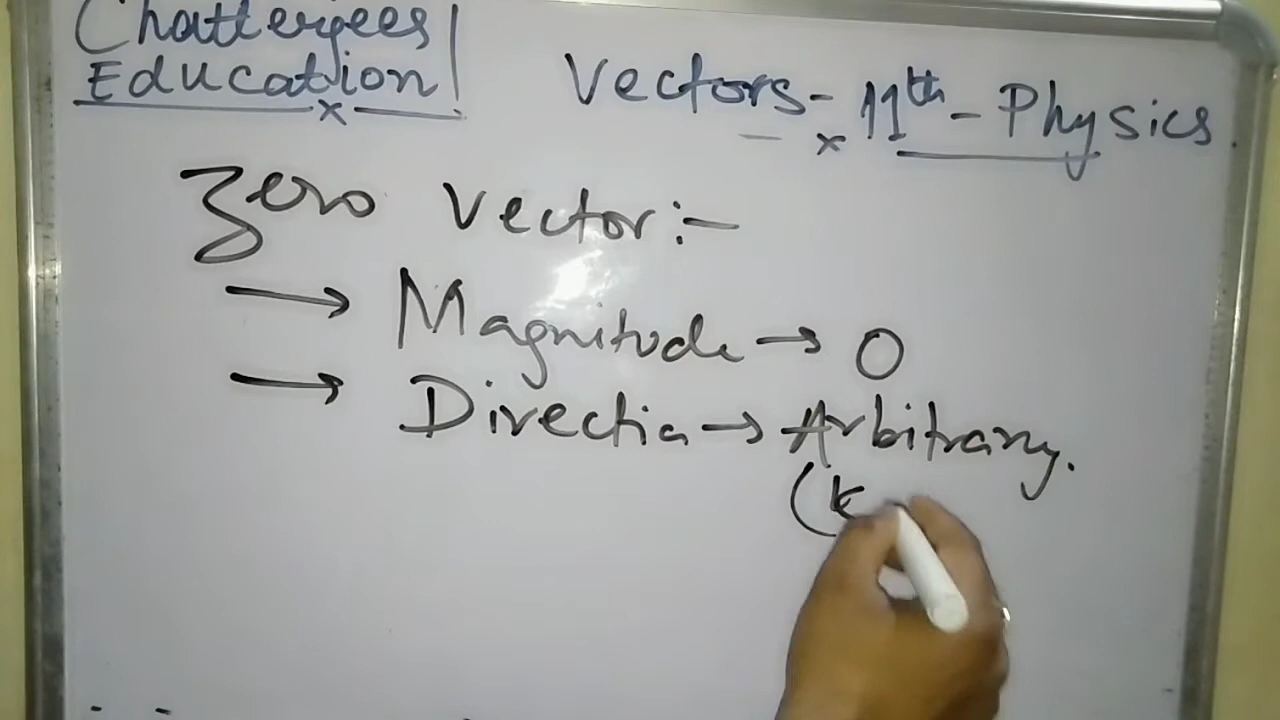 Chatterjees
Education
Vectors - 11th - Physics
Zero Vector :-
→ Magnitude → 0
→ Direction → Arbitrary.
(k